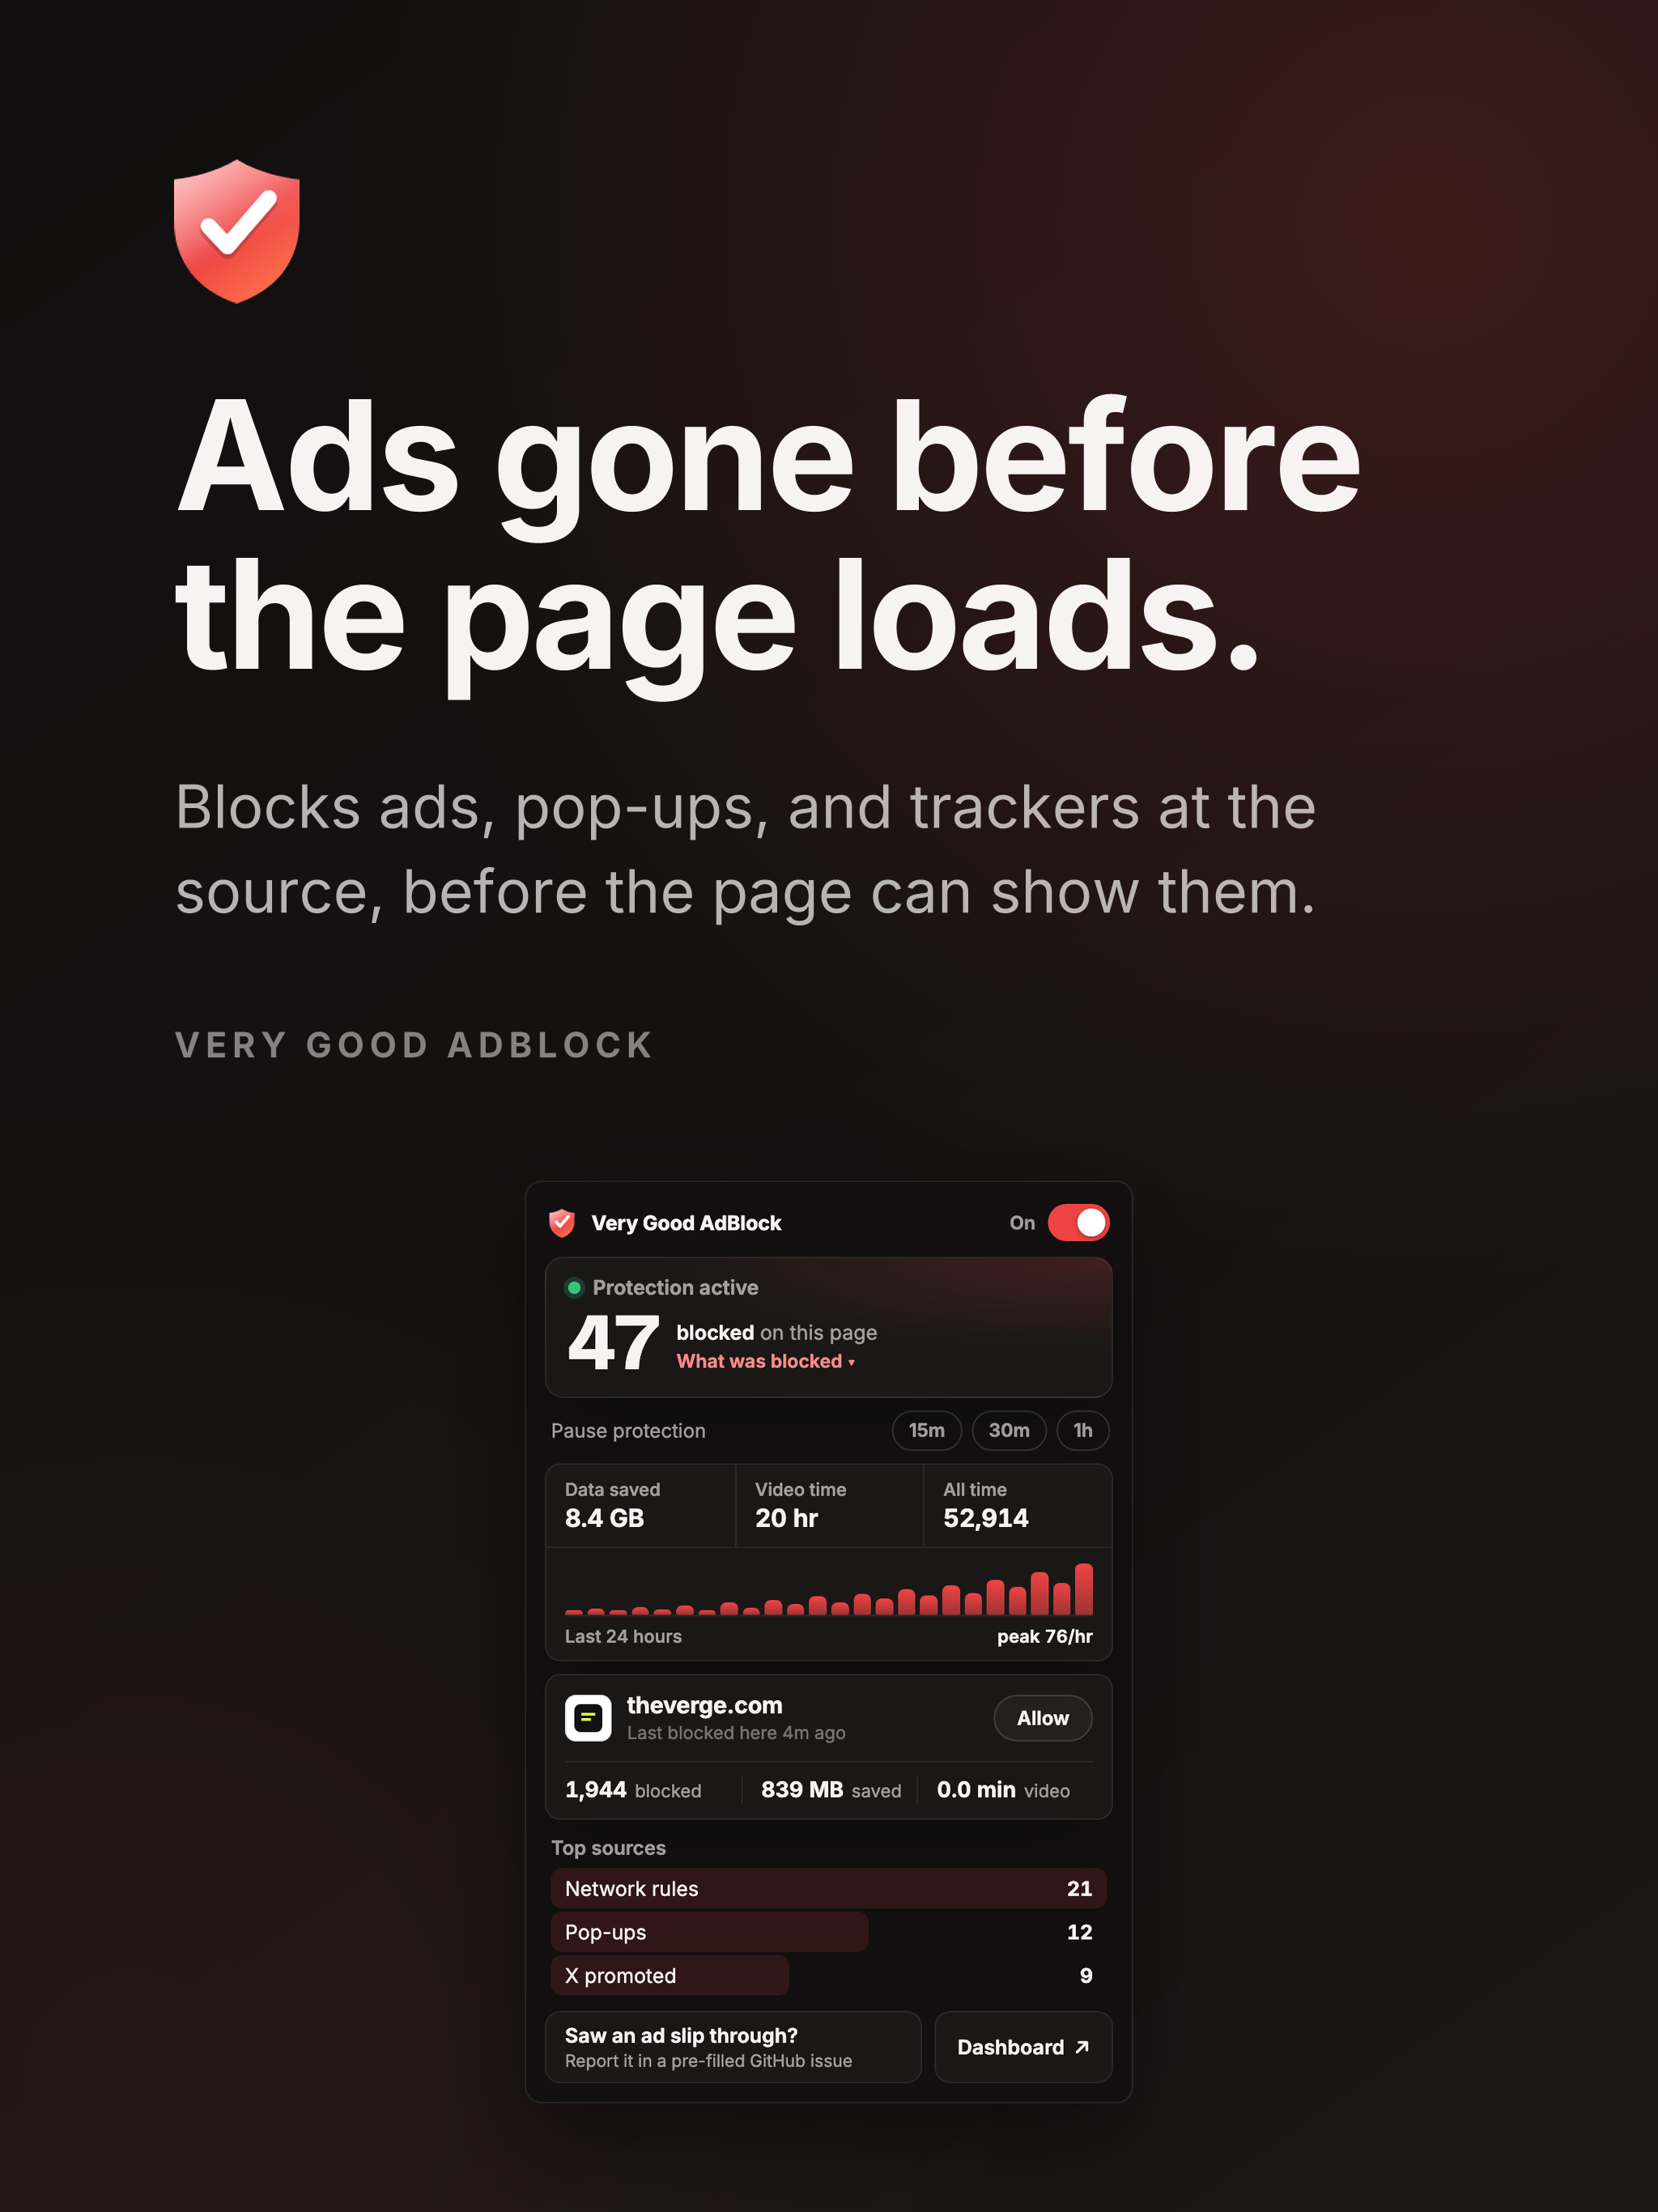 Ads gone before
the page loads.
Blocks ads, pop-ups, and trackers at the
source, before the page can show them.
VERY GOOD ADBLOCK
Very Good AdBlock On
Protection active
47 blocked on this page
What was blocked ▾
Pause protection 15m 30m 1h
Data saved Video time All time
8.4 GB 20 hr 52,914
Last 24 hours peak 76/hr
theverge.com
Last blocked here 4m ago
Allow
1,944 blocked 839 MB saved 0.0 min video
Top sources
Network rules 21
Pop-ups 12
X promoted 9
Saw an ad slip through?
Report it in a pre-filled GitHub issue
Dashboard ↗